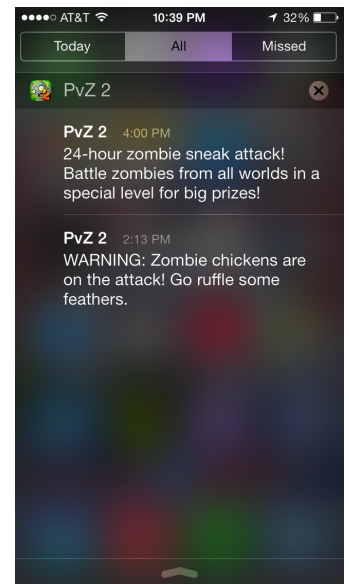 AT&T 10:39 PM 32%
Today All Missed
PvZ 2
PvZ 2 4:00 PM
24-hour zombie sneak attack!
Battle zombies from all worlds in a
special level for big prizes!
PvZ 2 2:13 PM
WARNING: Zombie chickens are
on the attack! Go ruffle some
feathers.